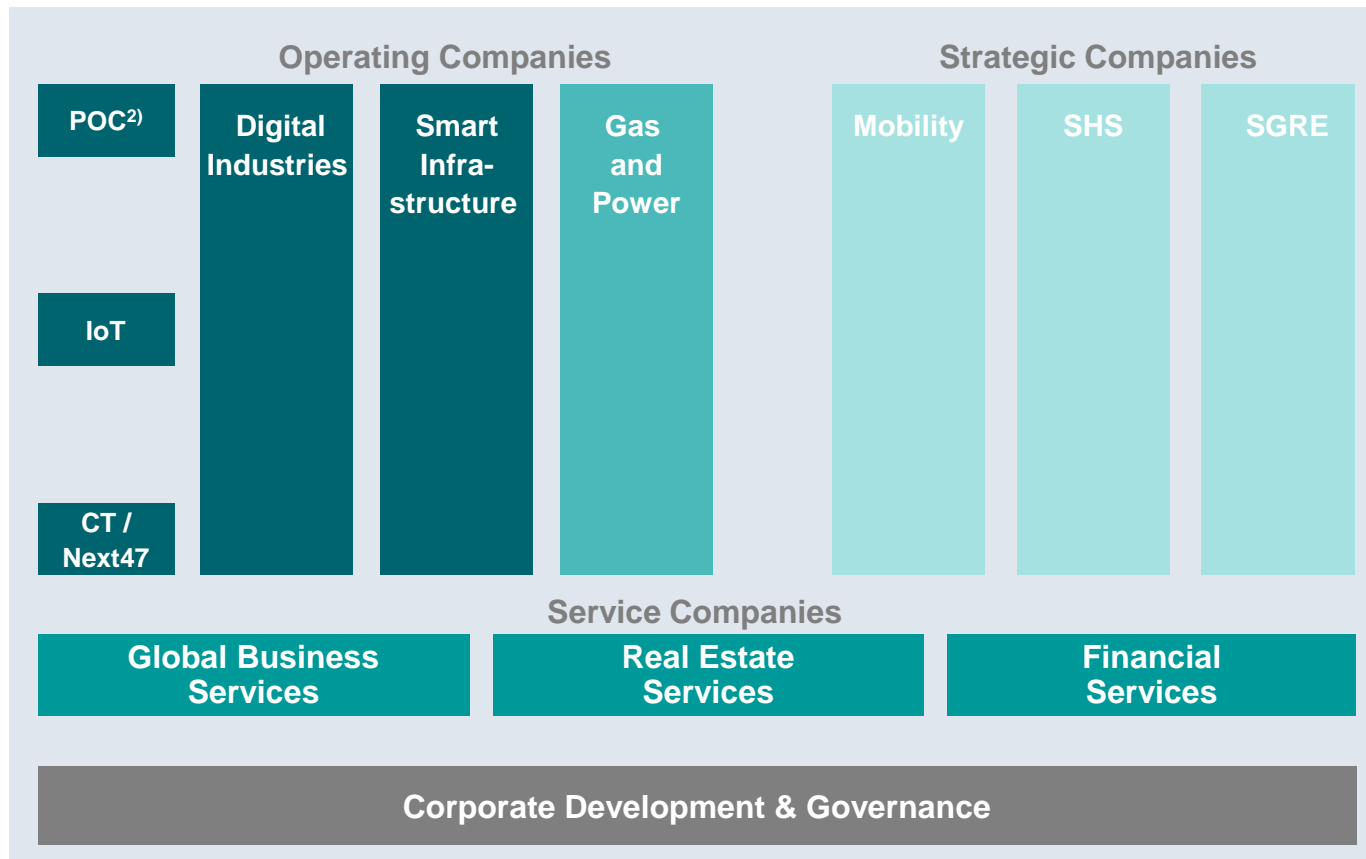 Operating Companies
Strategic Companies
POC2)
Digital
Industries
Smart
Infra-
structure
Gas
and
Power
Mobility
SHS
SGRE
IoT
CT /
Next47
Service Companies
Global Business
Services
Real Estate
Services
Financial
Services
Corporate Development & Governance